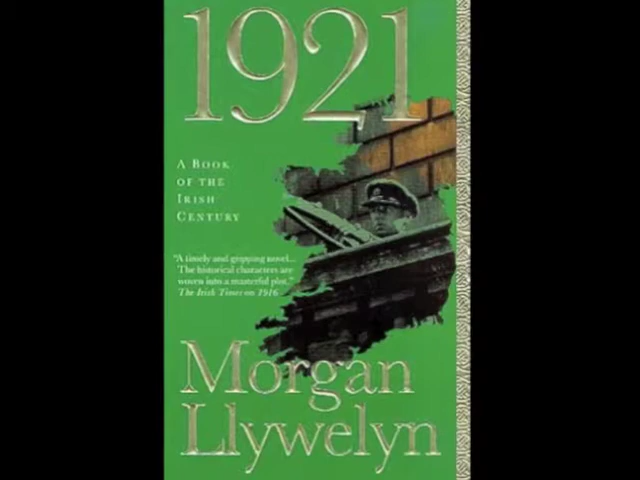 1921
A BOOK
OF THE
IRISH
CENTURY
"A timely and gripping novel...
The historical characters are
woven into a masterful plot."
The Irish Times on 1916
Morgan
Llywelyn